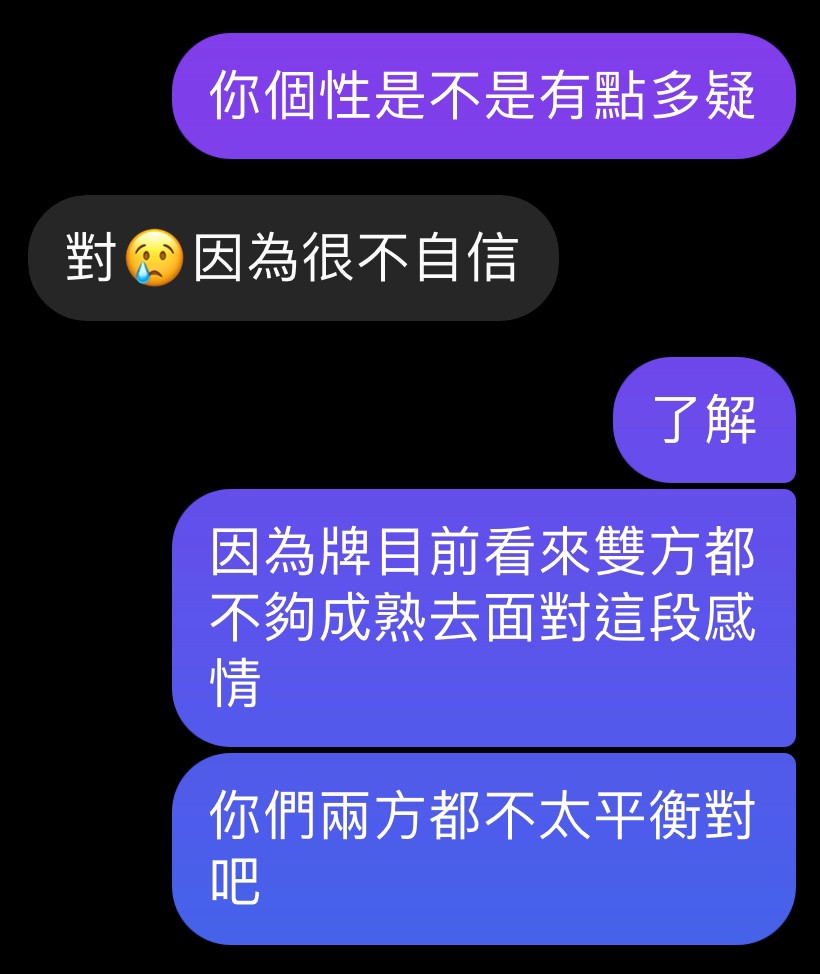 你個性是不是有點多疑
對😢因為很不自信
了解
因為牌目前看來雙方都
不夠成熟去面對這段感
情
你們兩方都不太平衡對
吧